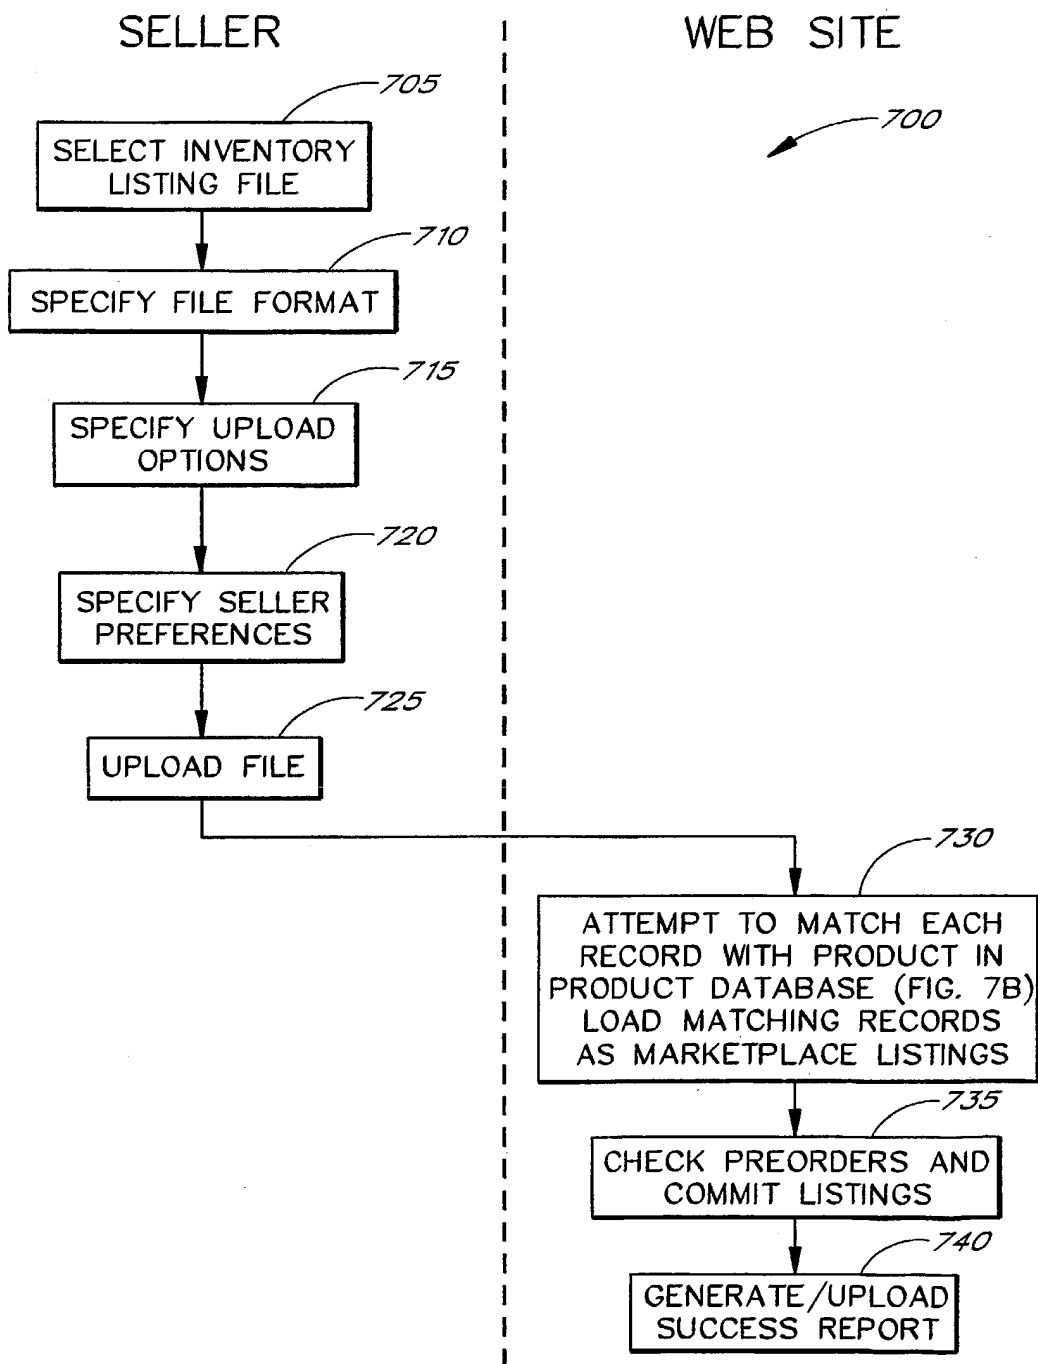 SELLER
WEB SITE
700
705
SELECT INVENTORY
LISTING FILE
710
SPECIFY FILE FORMAT
715
SPECIFY UPLOAD
OPTIONS
720
SPECIFY SELLER
PREFERENCES
725
UPLOAD FILE
730
ATTEMPT TO MATCH EACH
RECORD WITH PRODUCT IN
PRODUCT DATABASE (FIG. 7B)
LOAD MATCHING RECORDS
AS MARKETPLACE LISTINGS
735
CHECK PREORDERS AND
COMMIT LISTINGS
740
GENERATE/UPLOAD
SUCCESS REPORT